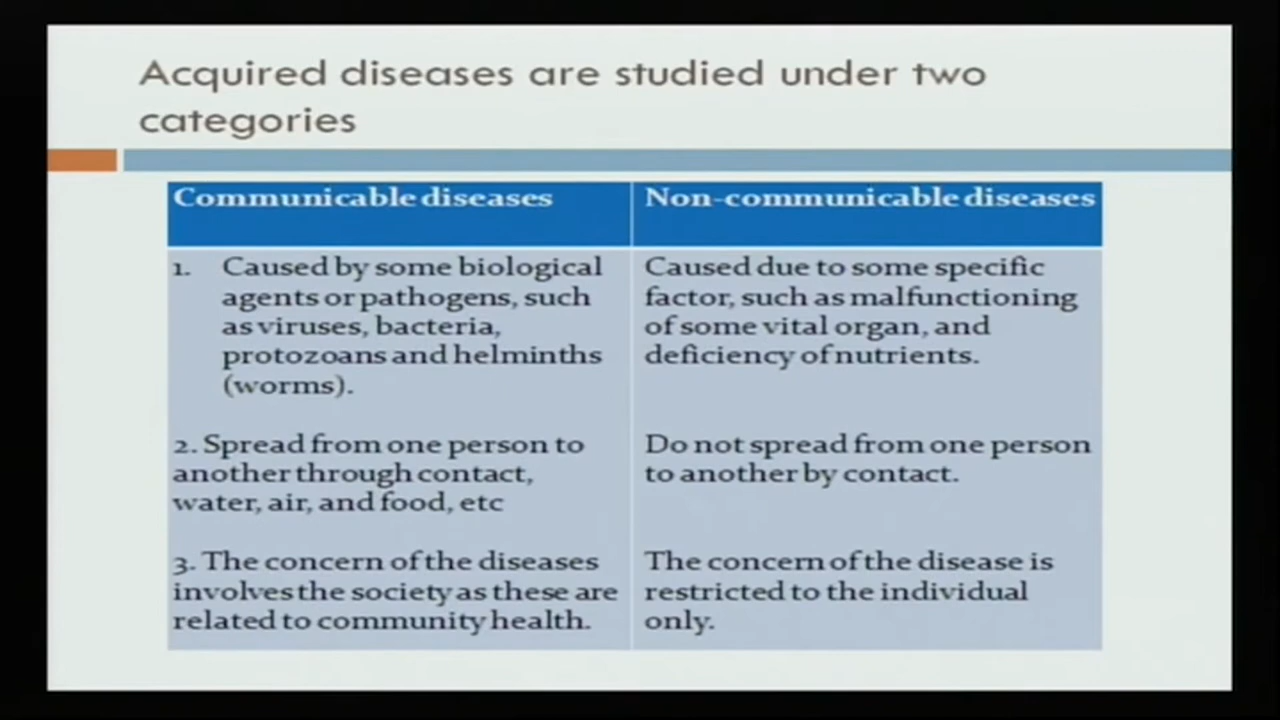 Acquired diseases are studied under two
categories
Communicable diseases
Non-communicable diseases
1. Caused by some biological
agents or pathogens, such
as viruses, bacteria,
protozoans and helminths
(worms).
Caused due to some specific
factor, such as malfunctioning
of some vital organ, and
deficiency of nutrients.
2. Spread from one person to
another through contact,
water, air, and food, etc
Do not spread from one person
to another by contact.
3. The concern of the diseases
involves the society as these are
related to community health.
The concern of the disease is
restricted to the individual
only.